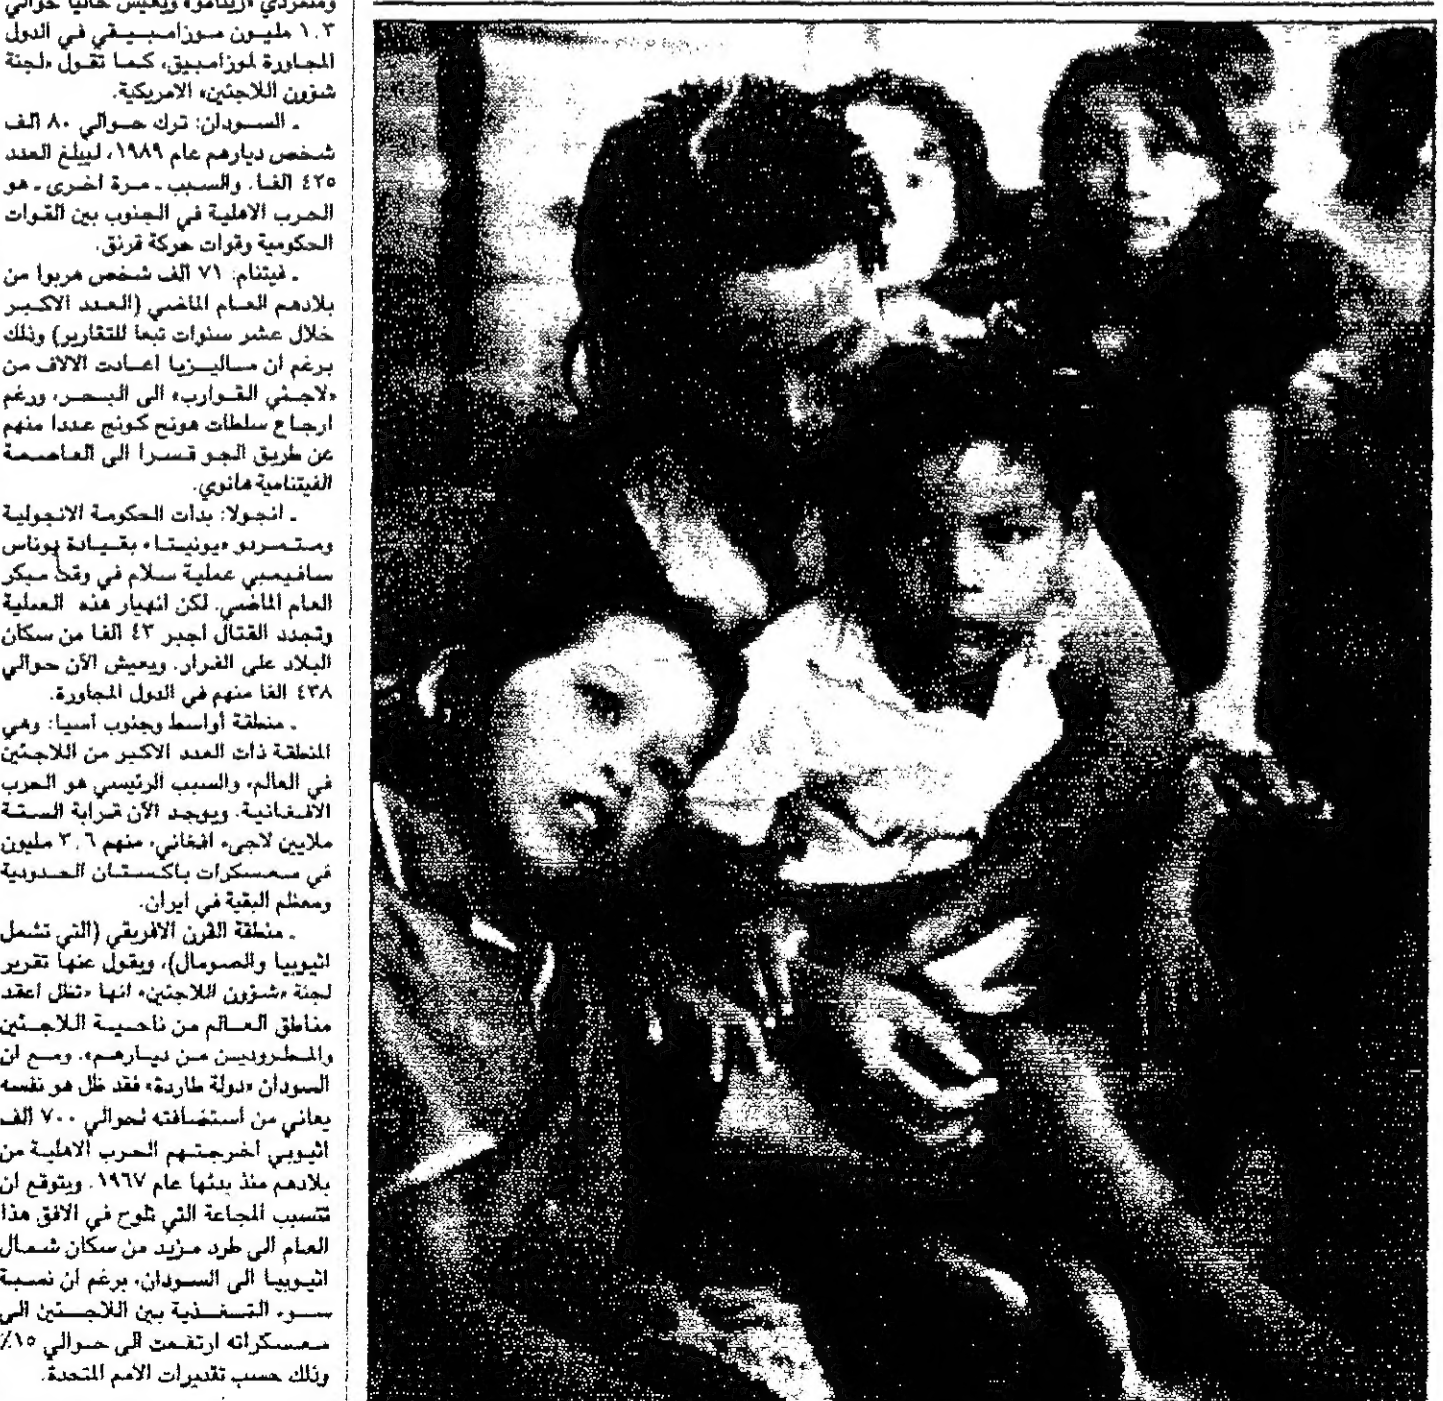 ومتمردي «رينامو» ويعيش حاليا حوالي
١.٣ مليون موزامبيقي في الدول
المجاورة لموزامبيق، كما تقول «لجنة
شؤون اللاجئين» الامريكية.
ـ السودان: ترك حوالي ٨٠ الف
شخص ديارهم عام ١٩٨٩، ليبلغ العدد
٤٢٥ الفا. والسبب ـ مرة اخرى ـ هو
الحرب الاهلية في الجنوب بين القوات
الحكومية وقوات حركة قرنق.
ـ فيتنام: ٧١ الف شخص هربوا من
بلادهم العام الماضي (العدد الاكبر
خلال عشر سنوات تبعا للتقارير) وذلك
برغم ان ماليزيا اعادت الالاف من
«لاجئي القوارب» الى البحر، ورغم
ارجاع سلطات هونج كونج عددا منهم
عن طريق الجو قسرا الى العاصمة
الفيتنامية هانوي.
ـ انجولا: بدأت الحكومة الانجولية
ومتمردو «يونيتا» بقيادة يوناس
سافيمبي عملية سلام في وقت مبكر
العام الماضي. لكن انهيار هذه العملية
وتجدد القتال اجبر ٤٣ الفا من سكان
البلاد على الفرار. ويعيش الآن حوالي
٤٣٨ الفا منهم في الدول المجاورة.
ـ منطقة أواسط وجنوب آسيا: وهي
المنطقة ذات العدد الاكبر من اللاجئين
في العالم، والسبب الرئيسي هو الحرب
الافغانية. ويوجد الآن قرابة الستة
ملايين لاجىء افغاني، منهم ٣.٦ مليون
في معسكرات باكستان الحدودية
ومعظم البقية في ايران.
ـ منطقة القرن الافريقي (التي تشمل
اثيوبيا والصومال)، ويقول عنها تقرير
لجنة «شؤون اللاجئين» انها «تظل اعقد
مناطق العالم من ناحية اللاجئين
والمطرودين من ديارهم». ومع ان
السودان «دولة طاردة» فقد ظل هو نفسه
يعاني من استضافته لحوالي ٧٠٠ الف
اثيوبي اخرجتهم الحرب الاهلية من
بلادهم منذ بدئها عام ١٩٦٧. ويتوقع ان
تتسبب المجاعة التي تلوح في الافق هذا
العام الى طرد مزيد من سكان شمال
اثيوبيا الى السودان، برغم ان نسبة
سوء التغذية بين اللاجئين الى
معسكراته ارتفعت الى حوالي ١٥٪
وذلك حسب تقديرات الامم المتحدة.